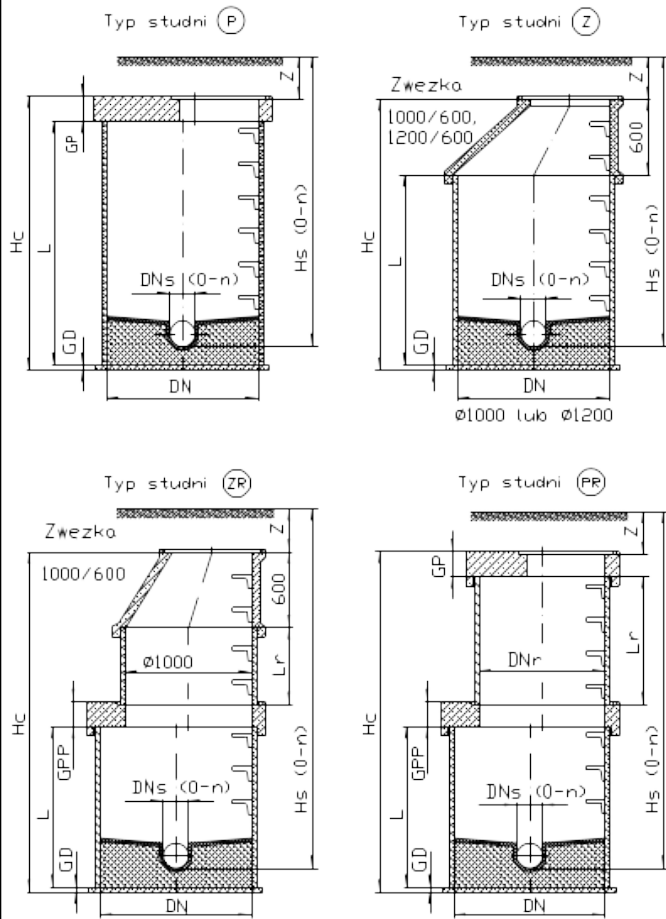 Typ studni P
Z
GP
Hc
L
Hs (0-n)
DNs (0-n)
GD
DN
Typ studni Z
Zwezka
1000/600,
1200/600
Z
600
Hc
L
Hs (0-n)
DNs (0-n)
GD
DN
Ø1000 lub Ø1200
Typ studni ZR
Zwezka
1000/600
Z
600
Ø1000
Lr
Hc
GPP
Hs (0-n)
DNs (0-n)
L
GD
DN
Typ studni PR
Z
GP
DNr
Lr
Hc
GPP
Hs (0-n)
DNs (0-n)
L
GD
DN